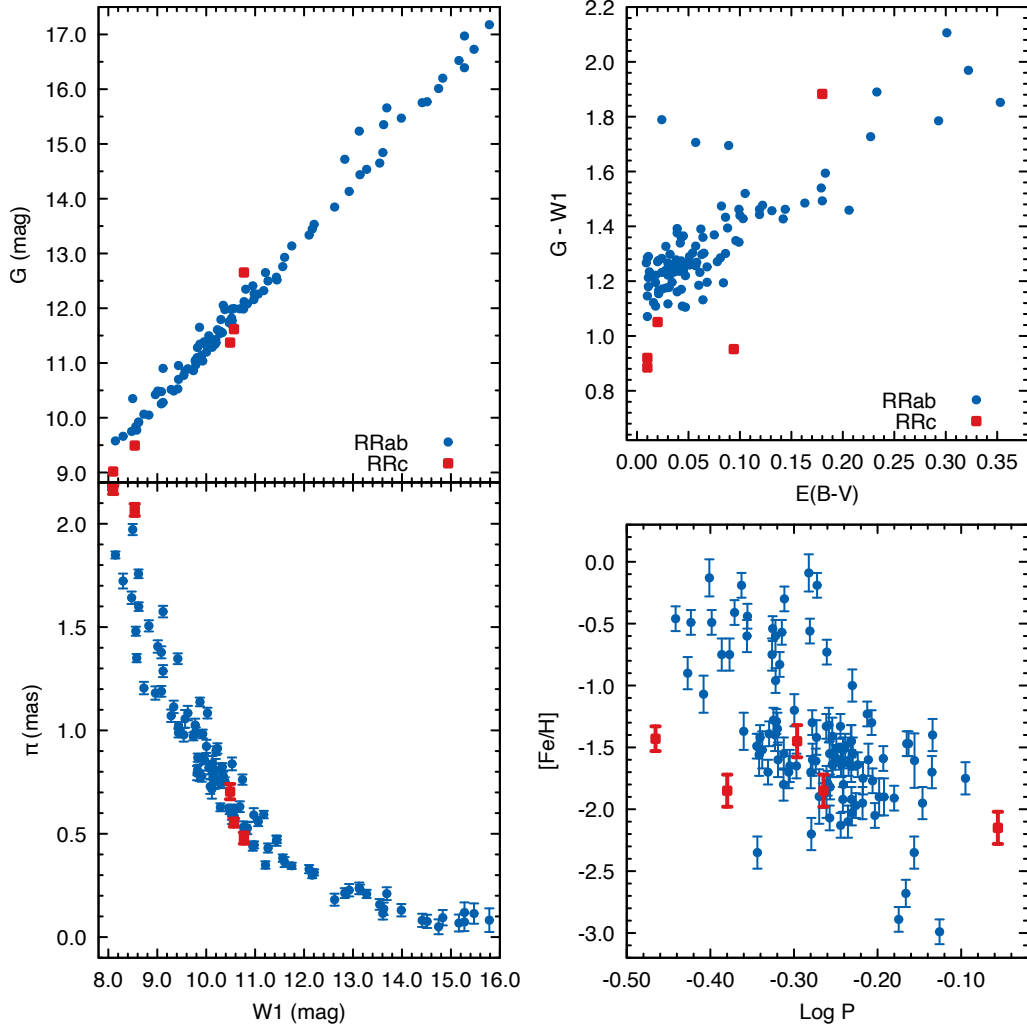 17.0
16.0
15.0
14.0
13.0
12.0
11.0
10.0
9.0
G (mag)
RRab
RRc
2.2
2.0
1.8
1.6
1.4
1.2
1.0
0.8
G - W1
RRab
RRc
0.00 0.05 0.10 0.15 0.20 0.25 0.30 0.35
E(B-V)
2.0
1.5
1.0
0.5
0.0
π (mas)
8.0 9.0 10.0 11.0 12.0 13.0 14.0 15.0 16.0
W1 (mag)
0.0
-0.5
-1.0
-1.5
-2.0
-2.5
-3.0
[Fe/H]
-0.50 -0.40 -0.30 -0.20 -0.10
Log P